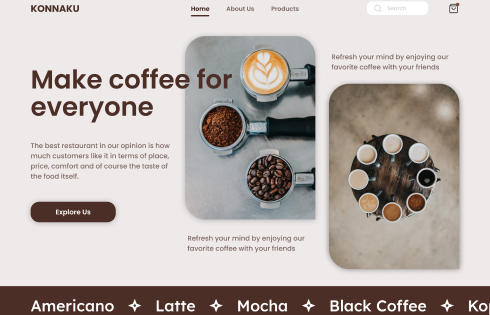 KONNAKU
Home
About Us
Products
Search
Make coffee for
everyone
The best restaurant in our opinion is how
much customers like it in terms of place,
price, comfort and of course the taste of
the food itself.
Explore Us
Refresh your mind by enjoying our
favorite coffee with your friends
Refresh your mind by enjoying our
favorite coffee with your friends
Americano
Latte
Mocha
Black Coffee